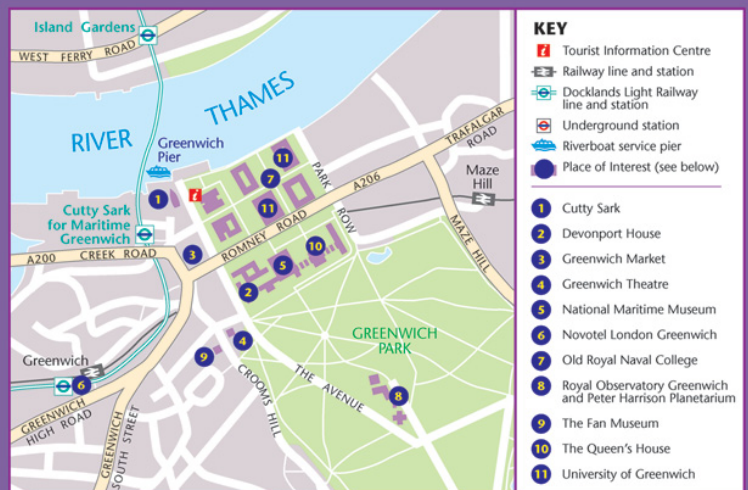 Island Gardens
WEST FERRY ROAD
RIVER THAMES
Greenwich
Pier
TRAFALGAR
ROAD
PARK ROW
A206
Maze
Hill
MAZE HILL
11
7
11
i
1
Cutty Sark
for Maritime
Greenwich
A200 CREEK ROAD
3
ROMNEY ROAD
10
5
2
GREENWICH
PARK
4
9
Greenwich
6
THE AVENUE
8
CROOMS HILL
GREENWICH
HIGH ROAD
GREENWICH
SOUTH STREET
KEY
i Tourist Information Centre
Railway line and station
Docklands Light Railway
line and station
Underground station
Riverboat service pier
Place of Interest (see below)
1 Cutty Sark
2 Devonport House
3 Greenwich Market
4 Greenwich Theatre
5 National Maritime Museum
6 Novotel London Greenwich
7 Old Royal Naval College
8 Royal Observatory Greenwich
and Peter Harrison Planetarium
9 The Fan Museum
10 The Queen's House
11 University of Greenwich